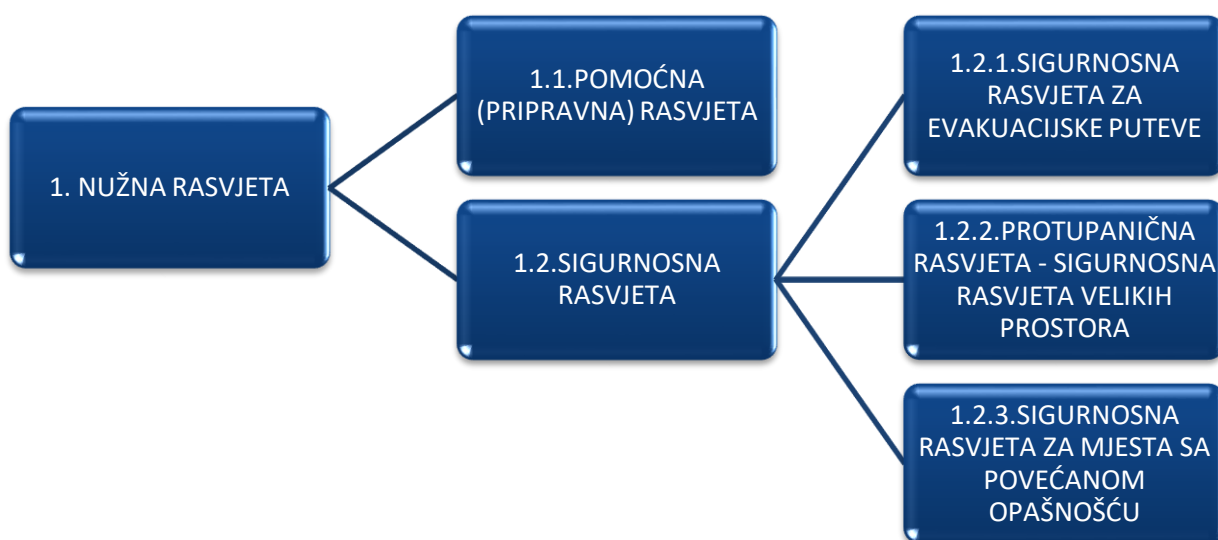 1. NUŽNA RASVJETA
1.1.POMOĆNA
(PRIPRAVNA) RASVJETA
1.2.SIGURNOSNA
RASVJETA
1.2.1.SIGURNOSNA
RASVJETA ZA
EVAKUACIJSKE PUTEVE
1.2.2.PROTUPANIČNA
RASVJETA - SIGURNOSNA
RASVJETA VELIKIH
PROSTORA
1.2.3.SIGURNOSNA
RASVJETA ZA MJESTA SA
POVEĆANOM
OPAŠNOŠĆU